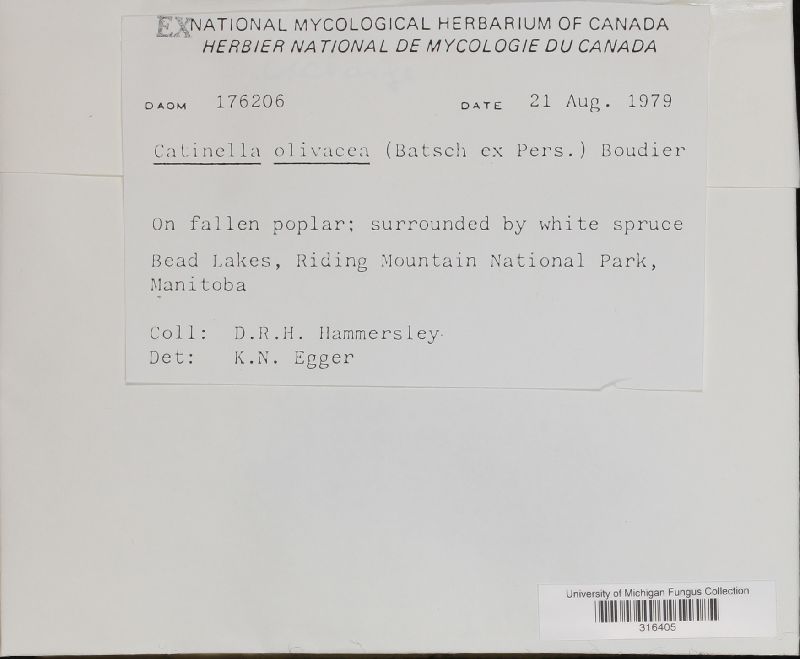 EX NATIONAL MYCOLOGICAL HERBARIUM OF CANADA
HERBIER NATIONAL DE MYCOLOGIE DU CANADA
DAOM 176206 DATE 21 Aug. 1979
Catinella olivacea (Batsch ex Pers.) Boudier
On fallen poplar; surrounded by white spruce
Bead Lakes, Riding Mountain National Park,
Manitoba
Coll: D.R.H. Hammersley
Det: K.N. Egger
University of Michigan Fungus Collection
316405